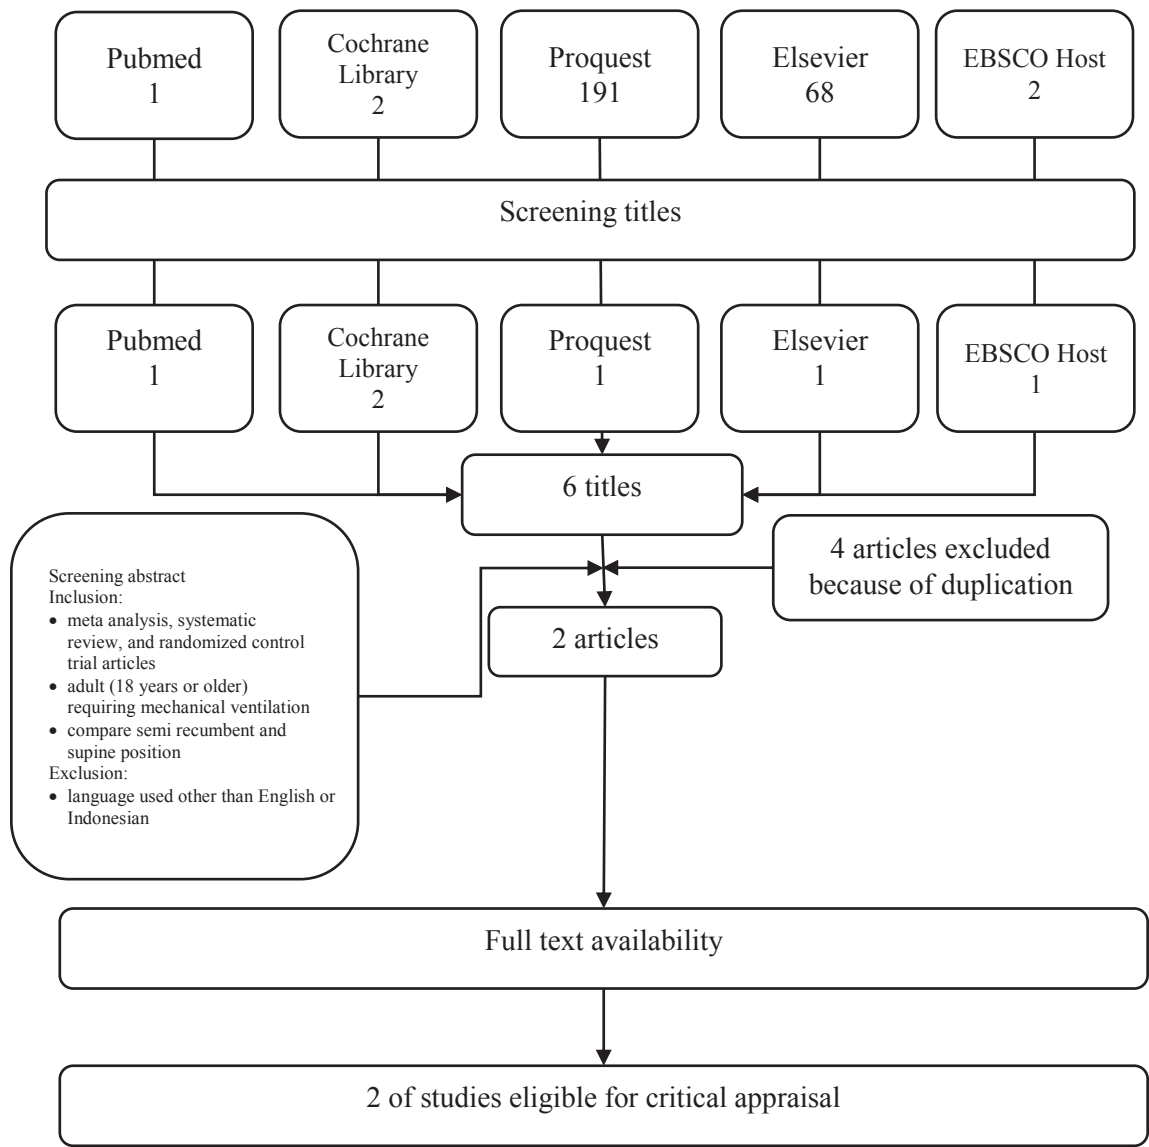 Pubmed
1
Cochrane
Library
2
Proquest
191
Elsevier
68
EBSCO Host
2
Screening titles
Pubmed
1
Cochrane
Library
2
Proquest
1
Elsevier
1
EBSCO Host
1
6 titles
Screening abstract
Inclusion:
• meta analysis, systematic
review, and randomized control
trial articles
• adult (18 years or older)
requiring mechanical ventilation
• compare semi recumbent and
supine position
Exclusion:
• language used other than English or
Indonesian
4 articles excluded
because of duplication
2 articles
Full text availability
2 of studies eligible for critical appraisal